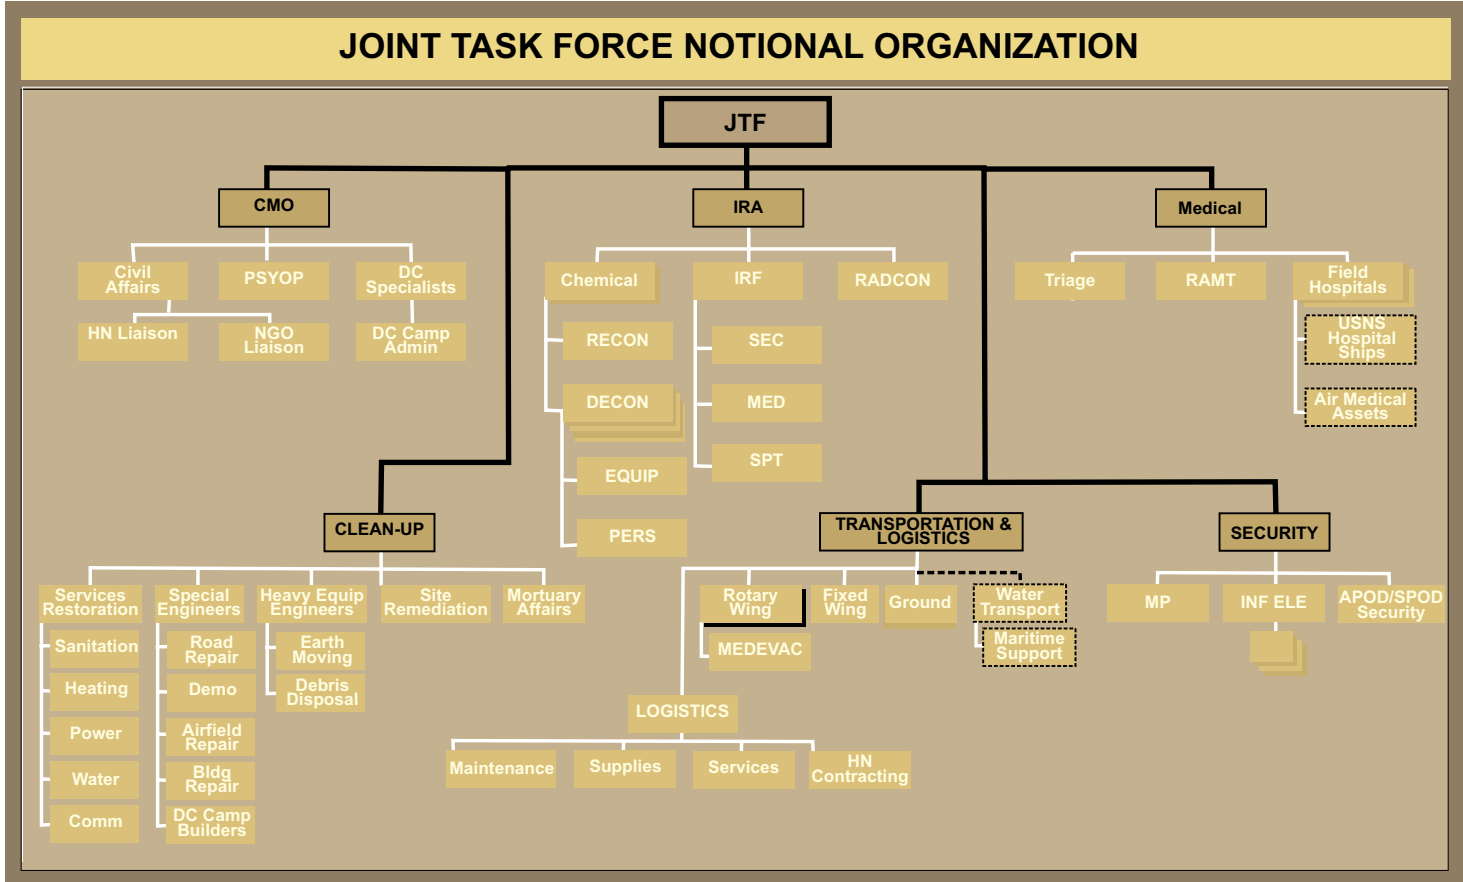 JOINT TASK FORCE NOTIONAL ORGANIZATION
JTF
CMO
IRA
Medical
Civil
Affairs
PSYOP
DC
Specialists
HN Liaison
NGO
Liaison
DC Camp
Admin
Chemical
IRF
RADCON
RECON
DECON
EQUIP
PERS
SEC
MED
SPT
Triage
RAMT
Field
Hospitals
USNS
Hospital
Ships
Air Medical
Assets
CLEAN-UP
TRANSPORTATION &
LOGISTICS
SECURITY
Services
Restoration
Special
Engineers
Heavy Equip
Engineers
Site
Remediation
Mortuary
Affairs
Sanitation
Heating
Power
Water
Comm
Road
Repair
Demo
Airfield
Repair
Bldg
Repair
DC Camp
Builders
Earth
Moving
Debris
Disposal
Rotary
Wing
Fixed
Wing
Ground
Water
Transport
MEDEVAC
Maritime
Support
LOGISTICS
Maintenance
Supplies
Services
HN
Contracting
MP
INF ELE
APOD/SPOD
Security